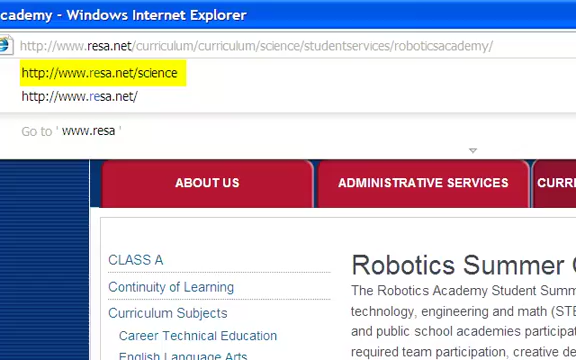 cademy - Windows Internet Explorer
http://www.resa.net/curriculum/curriculum/science/studentservices/roboticsacademy/
http://www.resa.net/science
http://www.resa.net/
Go to ' www.resa '
ABOUT US
ADMINISTRATIVE SERVICES
CURR
CLASS A
Continuity of Learning
Curriculum Subjects
Career Technical Education
English Language Arts
Robotics Summer
The Robotics Academy Student Summ
technology, engineering and math (STE
and public school academies participat
required team participation, creative de